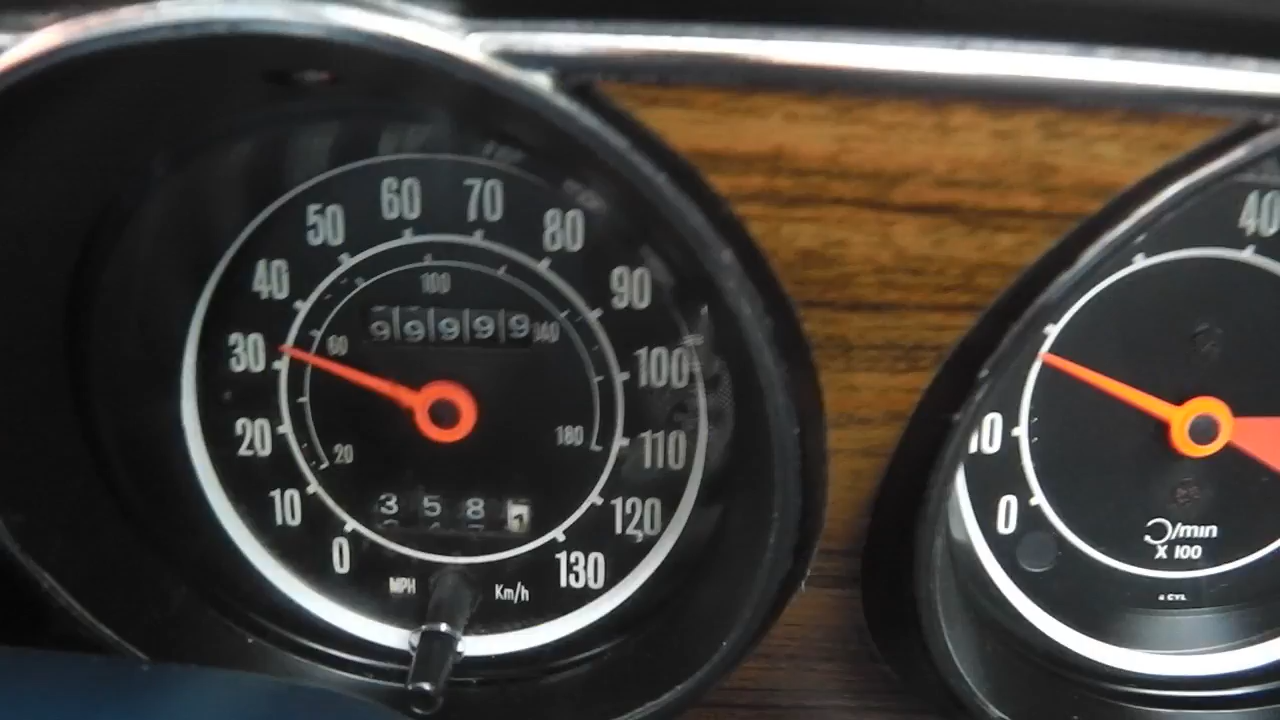 0 10 20 30 40 50 60 70 80 90 100 110 120 130
20 60 100 140 180
99999
358
MPH Km/h
0 10 40
/min
X 100